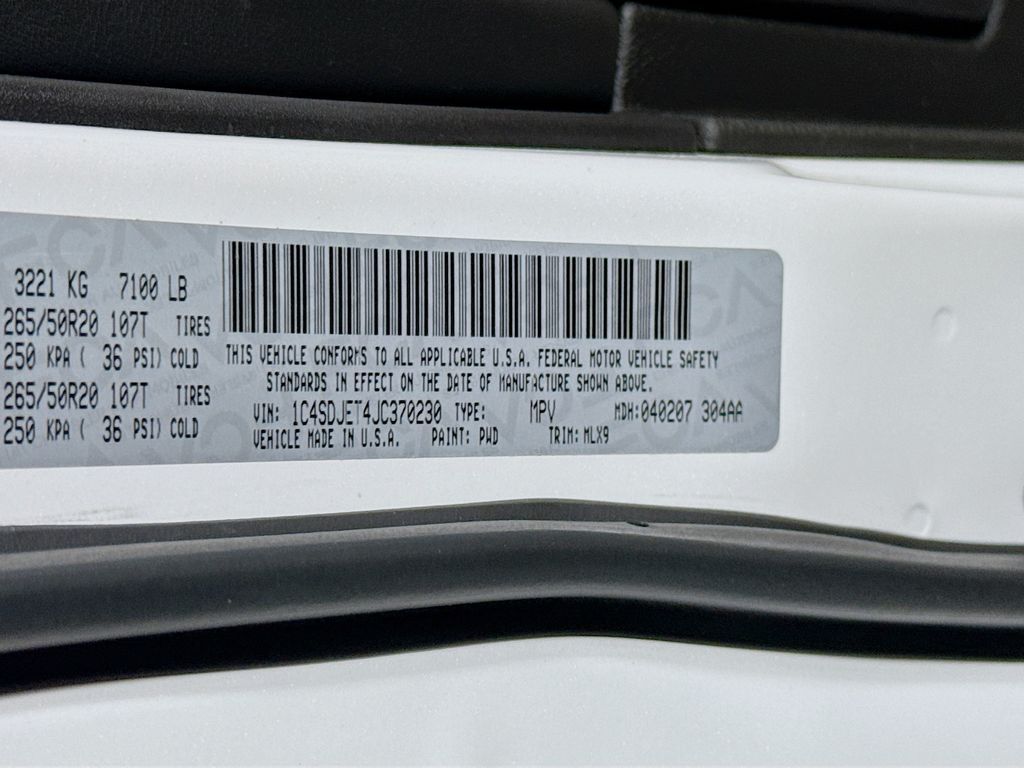 3221 KG 7100 LB
265/50R20 107T TIRES
250 KPA ( 36 PSI) COLD
265/50R20 107T TIRES
250 KPA ( 36 PSI) COLD
THIS VEHICLE CONFORMS TO ALL APPLICABLE U.S.A. FEDERAL MOTOR VEHICLE SAFETY
STANDARDS IN EFFECT ON THE DATE OF MANUFACTURE SHOWN ABOVE.
VIN: 1C4SDJET4JC370230 TYPE: MPV MDH: 040207 304AA
VEHICLE MADE IN U.S.A. PAINT: PWD TRIM: MLX9